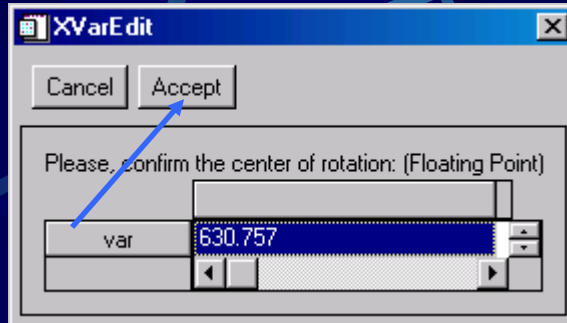 XVarEdit
Cancel Accept
Please, confirm the center of rotation: (Floating Point)
var 630.757